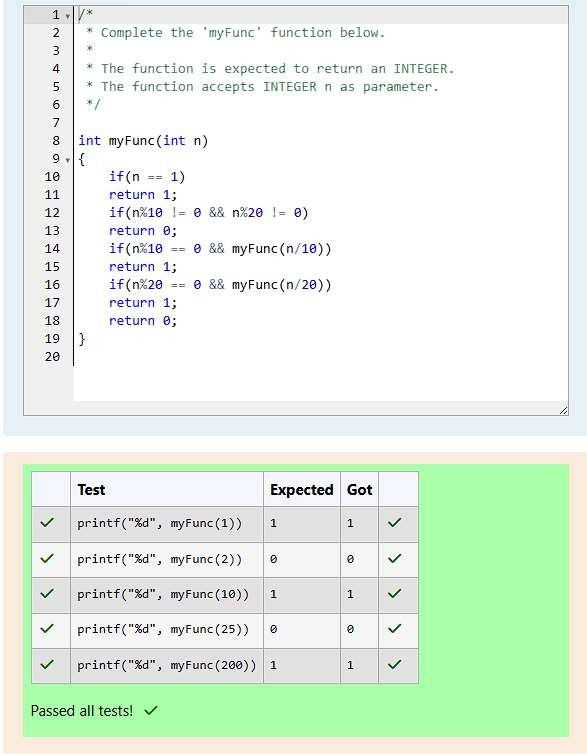 1 /*
2  * Complete the 'myFunc' function below.
3  *
4  * The function is expected to return an INTEGER.
5  * The function accepts INTEGER n as parameter.
6  */
7
8 int myFunc(int n)
9 {
10     if(n == 1)
11     return 1;
12     if(n%10 != 0 && n%20 != 0)
13     return 0;
14     if(n%10 == 0 && myFunc(n/10))
15     return 1;
16     if(n%20 == 0 && myFunc(n/20))
17     return 1;
18     return 0;
19 }
20
Test Expected Got
printf("%d", myFunc(1)) 1 1
printf("%d", myFunc(2)) 0 0
printf("%d", myFunc(10)) 1 1
printf("%d", myFunc(25)) 0 0
printf("%d", myFunc(200)) 1 1
Passed all tests!